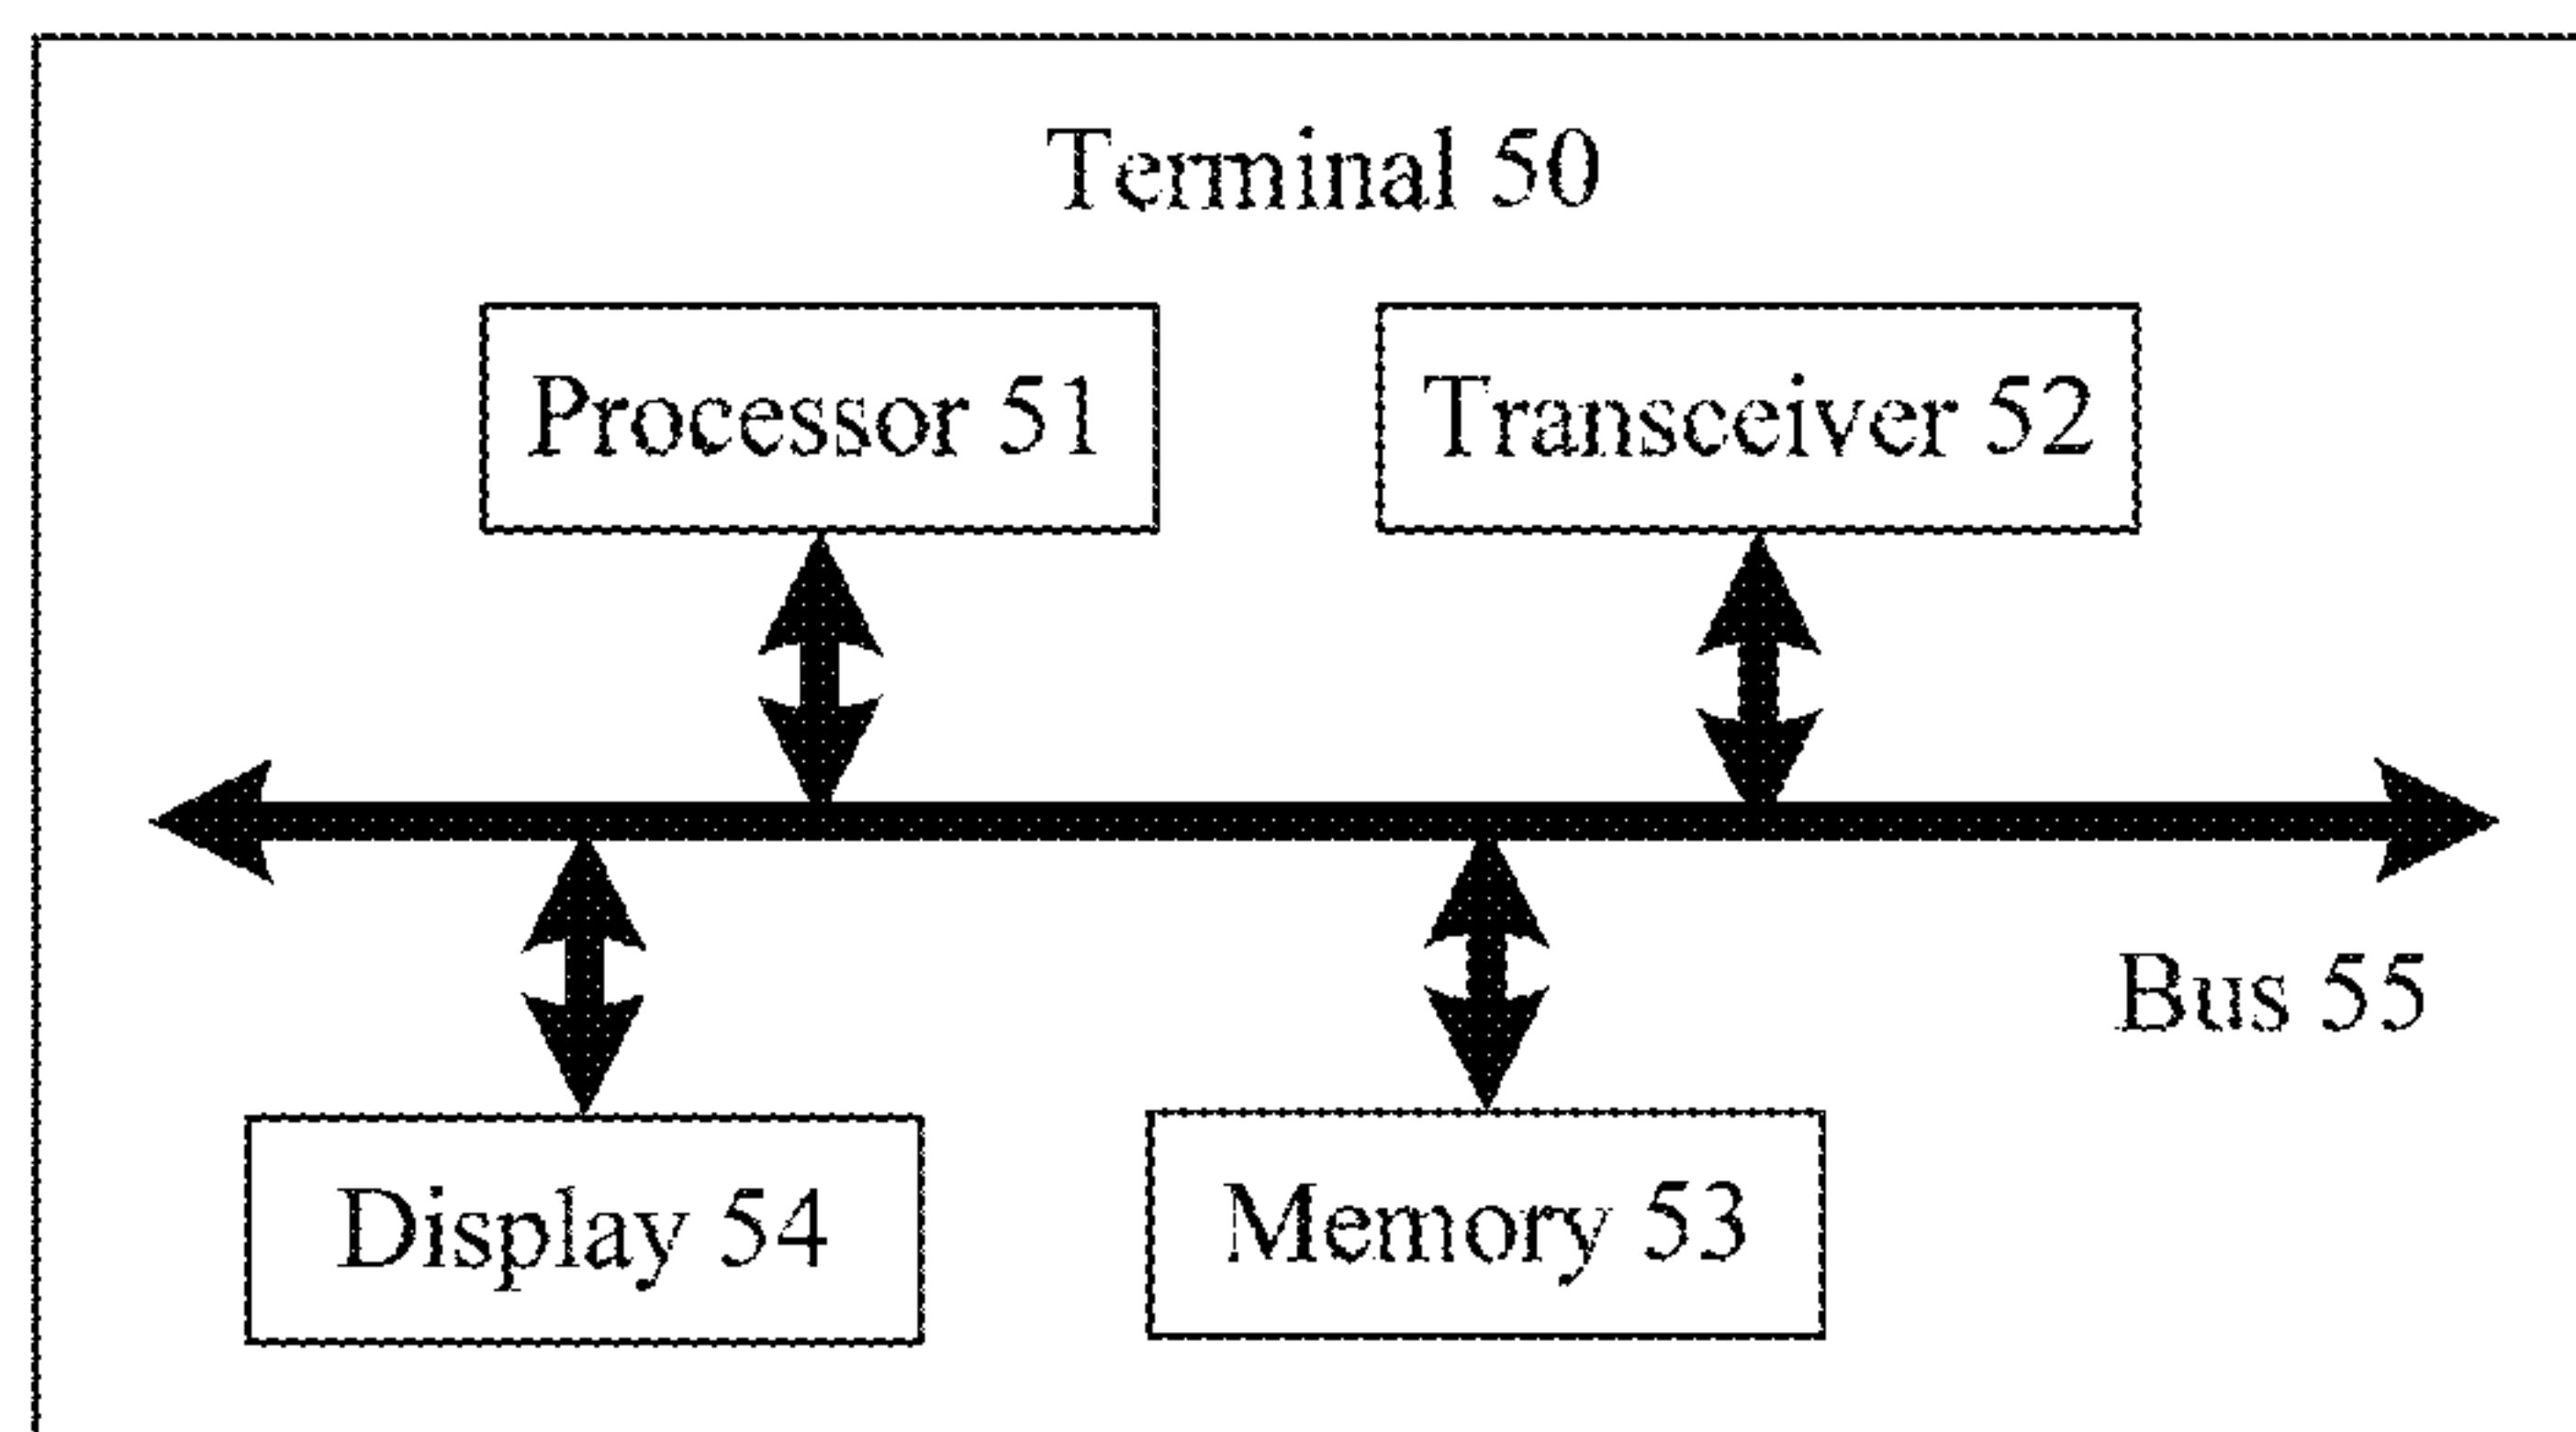 Terminal 50
Processor 51
Transceiver 52
Bus 55
Display 54
Memory 53